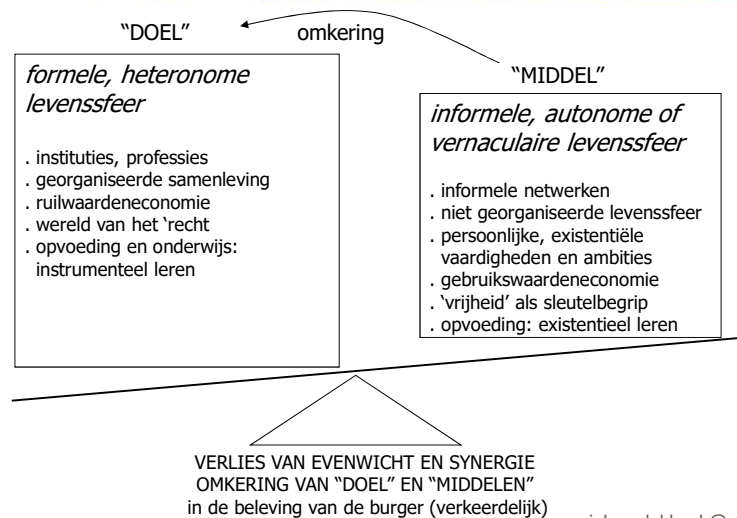 "DOEL"
omkering
"MIDDEL"
formele, heteronome
levenssfeer
. instituties, professies
. georganiseerde samenleving
. ruilwaardeneconomie
. wereld van het 'recht
. opvoeding en onderwijs:
instrumenteel leren
informele, autonome of
vernaculaire levenssfeer
. informele netwerken
. niet georganiseerde levenssfeer
. persoonlijke, existentiële
vaardigheden en ambities
. gebruikswaardeneconomie
. 'vrijheid' als sleutelbegrip
. opvoeding: existentieel leren
VERLIES VAN EVENWICHT EN SYNERGIE
OMKERING VAN "DOEL" EN "MIDDELEN"
in de beleving van de burger (verkeerdelijk)